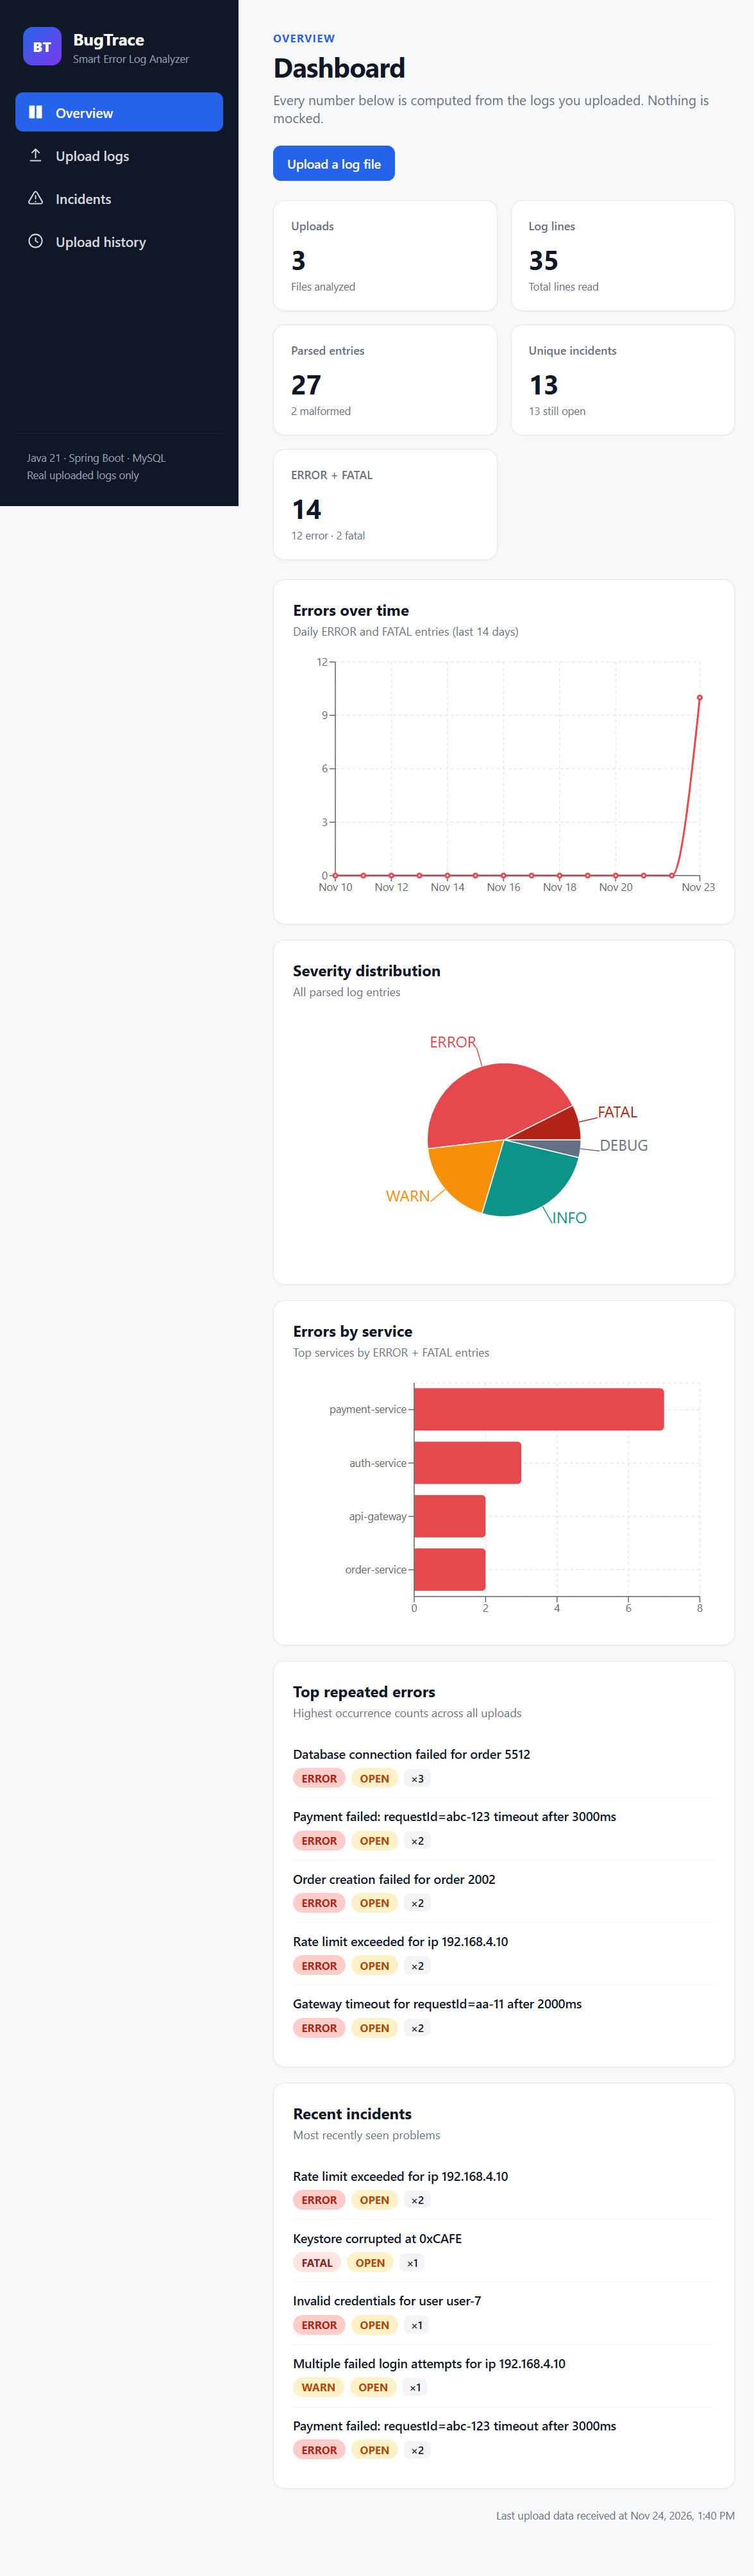 BT
BugTrace
Smart Error Log Analyzer
Overview
Upload logs
Incidents
Upload history
Java 21 · Spring Boot · MySQL
Real uploaded logs only
OVERVIEW
Dashboard
Every number below is computed from the logs you uploaded. Nothing is
mocked.
Upload a log file
Uploads
3
Files analyzed
Log lines
35
Total lines read
Parsed entries
27
2 malformed
Unique incidents
13
13 still open
ERROR + FATAL
14
12 error · 2 fatal
Errors over time
Daily ERROR and FATAL entries (last 14 days)
12
9
6
3
0
Nov 10 Nov 12 Nov 14 Nov 16 Nov 18 Nov 20 Nov 23
Severity distribution
All parsed log entries
ERROR
FATAL
DEBUG
WARN
INFO
Errors by service
Top services by ERROR + FATAL entries
payment-service
auth-service
api-gateway
order-service
0 2 4 6 8
Top repeated errors
Highest occurrence counts across all uploads
Database connection failed for order 5512
ERROR OPEN ×3
Payment failed: requestId=abc-123 timeout after 3000ms
ERROR OPEN ×2
Order creation failed for order 2002
ERROR OPEN ×2
Rate limit exceeded for ip 192.168.4.10
ERROR OPEN ×2
Gateway timeout for requestId=aa-11 after 2000ms
ERROR OPEN ×2
Recent incidents
Most recently seen problems
Rate limit exceeded for ip 192.168.4.10
ERROR OPEN ×2
Keystore corrupted at 0xCAFE
FATAL OPEN ×1
Invalid credentials for user user-7
ERROR OPEN ×1
Multiple failed login attempts for ip 192.168.4.10
WARN OPEN ×1
Payment failed: requestId=abc-123 timeout after 3000ms
ERROR OPEN ×2
Last upload data received at Nov 24, 2026, 1:40 PM